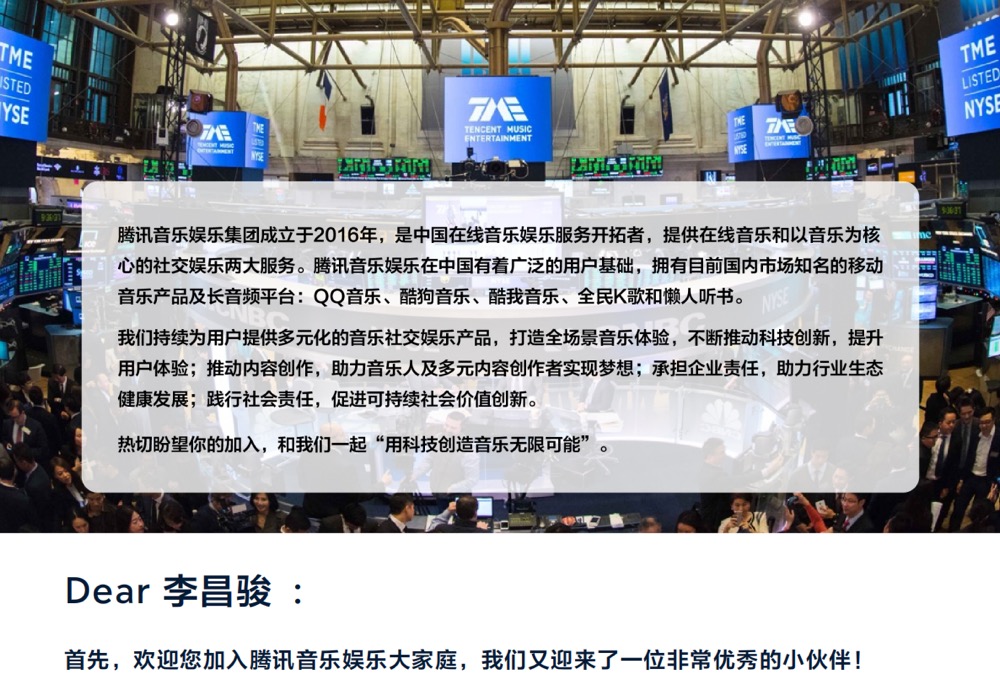 TME
LISTED
NYSE
TENCENT MUSIC
ENTERTAINMENT
TME
LISTED
NYSE
TENCENT MUSIC
ENTERTAINMENT
TME
LISTED
NYSE
TENCENT MUSIC
ENTERTAINMENT
TME
LISTED
NYSE
腾讯音乐娱乐集团成立于2016年，是中国在线音乐娱乐服务开拓者，提供在线音乐和以音乐为核
心的社交娱乐两大服务。腾讯音乐娱乐在中国有着广泛的用户基础，拥有目前国内市场知名的移动
音乐产品及长音频平台：QQ音乐、酷狗音乐、酷我音乐、全民K歌和懒人听书。
我们持续为用户提供多元化的音乐社交娱乐产品，打造全场景音乐体验，不断推动科技创新，提升
用户体验；推动内容创作，助力音乐人及多元内容创作者实现梦想；承担企业责任，助力行业生态
健康发展；践行社会责任，促进可持续社会价值创新。
热切盼望你的加入，和我们一起“用科技创造音乐无限可能”。
Dear 李昌骏 ：
首先，欢迎您加入腾讯音乐娱乐大家庭，我们又迎来了一位非常优秀的小伙伴！